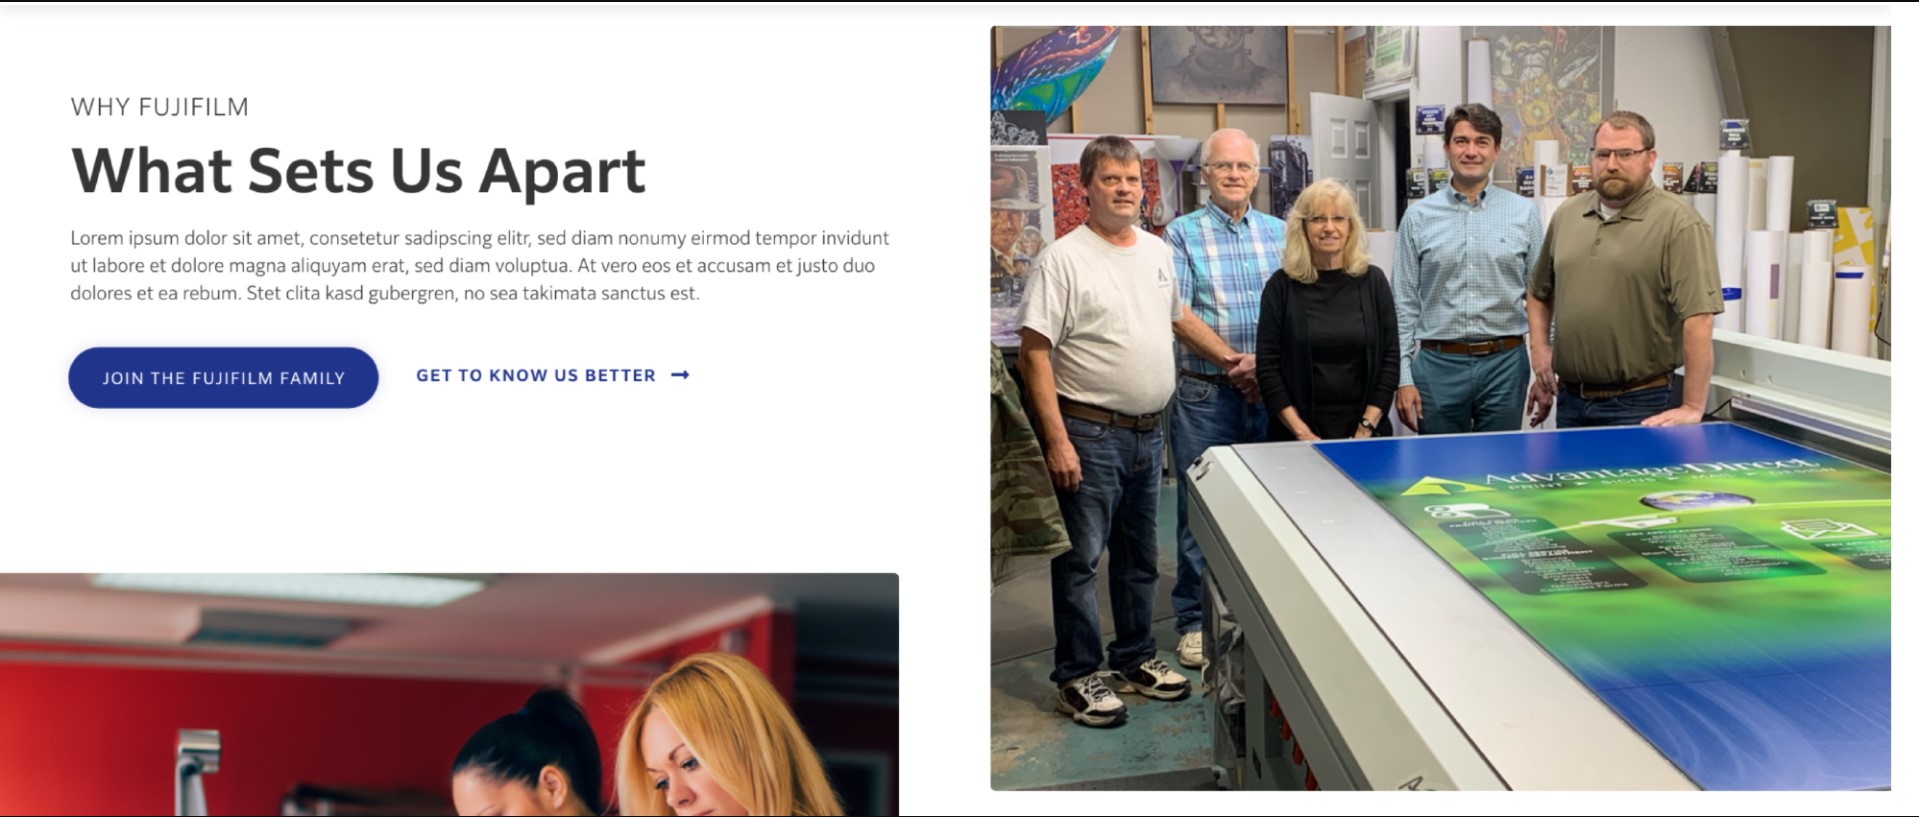 WHY FUJIFILM
What Sets Us Apart
Lorem ipsum dolor sit amet, consetetur sadipscing elitr, sed diam nonumy eirmod tempor invidunt
ut labore et dolore magna aliquyam erat, sed diam voluptua. At vero eos et accusam et justo duo
dolores et ea rebum. Stet clita kasd gubergren, no sea takimata sanctus est.
JOIN THE FUJIFILM FAMILY
GET TO KNOW US BETTER →
AdvantageDirect
PRINT SIGNS